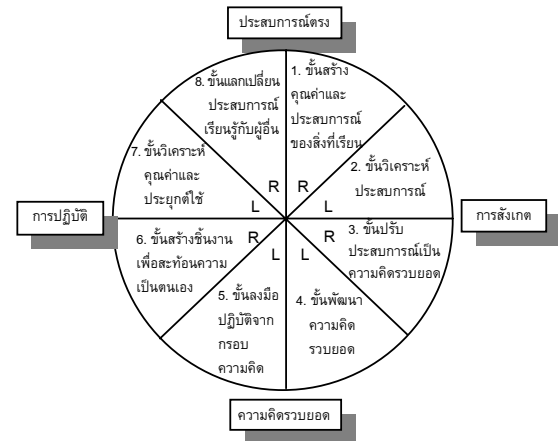 ประสบการณ์ตรง
8. ขั้นแลกเปลี่ยน
ประสบการณ์
เรียนรู้กับผู้อื่น
1. ขั้นสร้าง
คุณค่าและ
ประสบการณ์
ของสิ่งที่เรียน
7. ขั้นวิเคราะห์
คุณค่าและ
ประยุกต์ใช้
2. ขั้นวิเคราะห์
ประสบการณ์
R R
L L
การปฏิบัติ
การสังเกต
6. ขั้นสร้างชิ้นงาน
เพื่อสะท้อนความ
เป็นตนเอง
R R
L L
3. ขั้นปรับ
ประสบการณ์เป็น
ความคิดรวบยอด
5. ขั้นลงมือ
ปฏิบัติจาก
กรอบ
ความคิด
4. ขั้นพัฒนา
ความคิด
รวบยอด
ความคิดรวบยอด